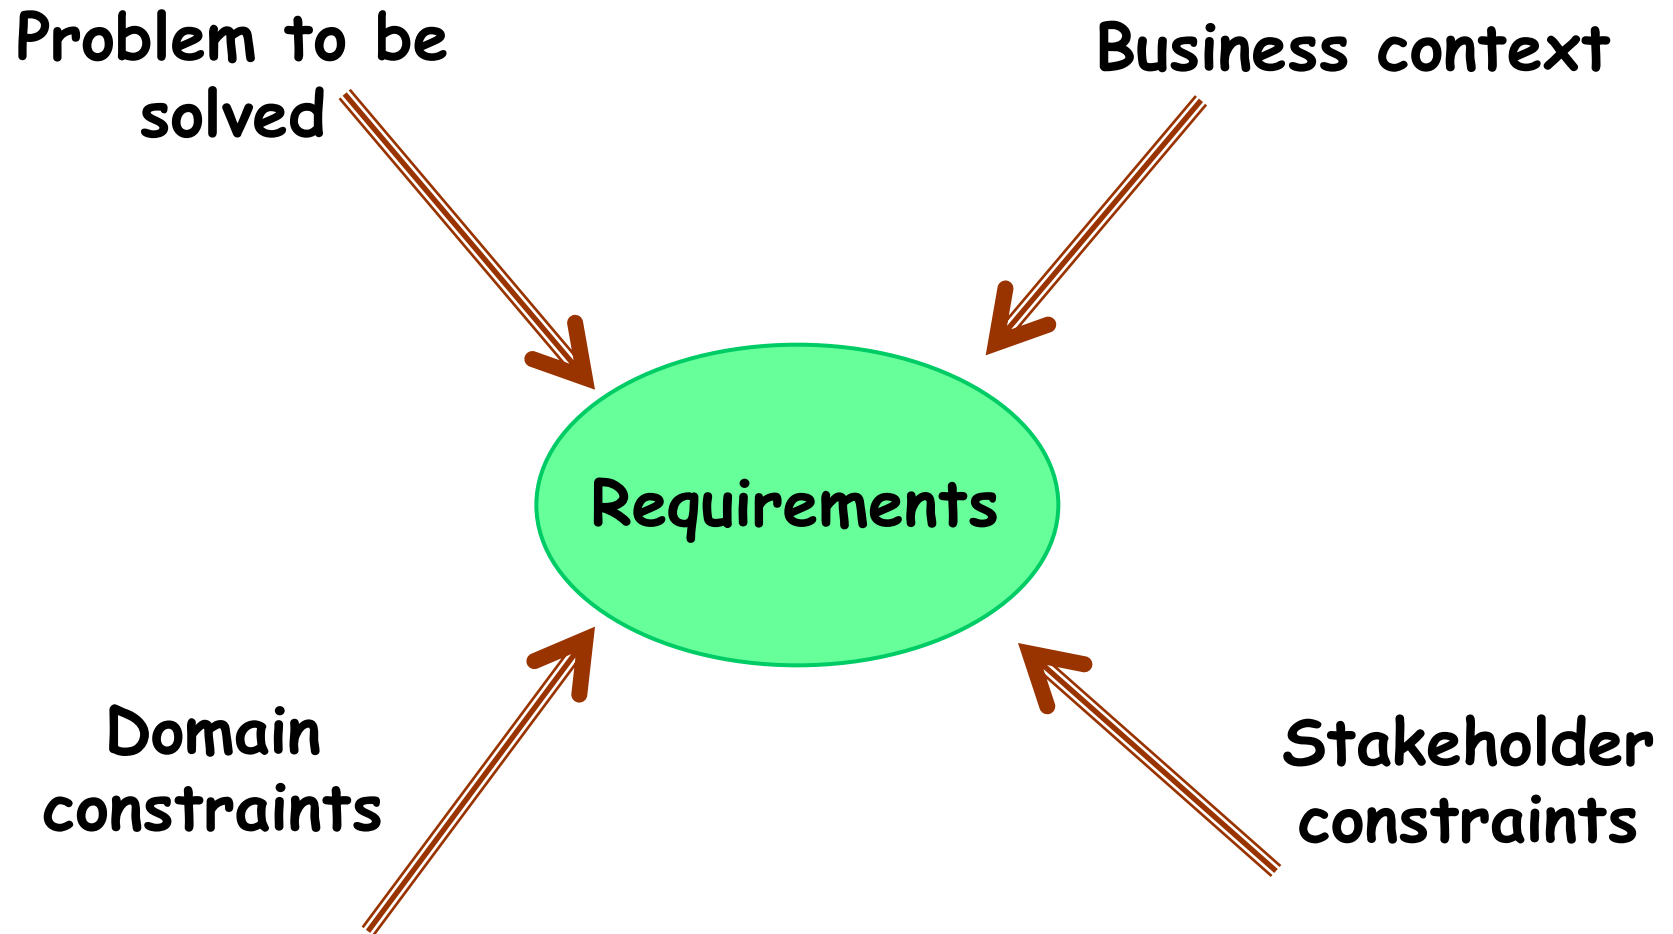 Problem to be
solved
Business context
Requirements
Domain
constraints
Stakeholder
constraints